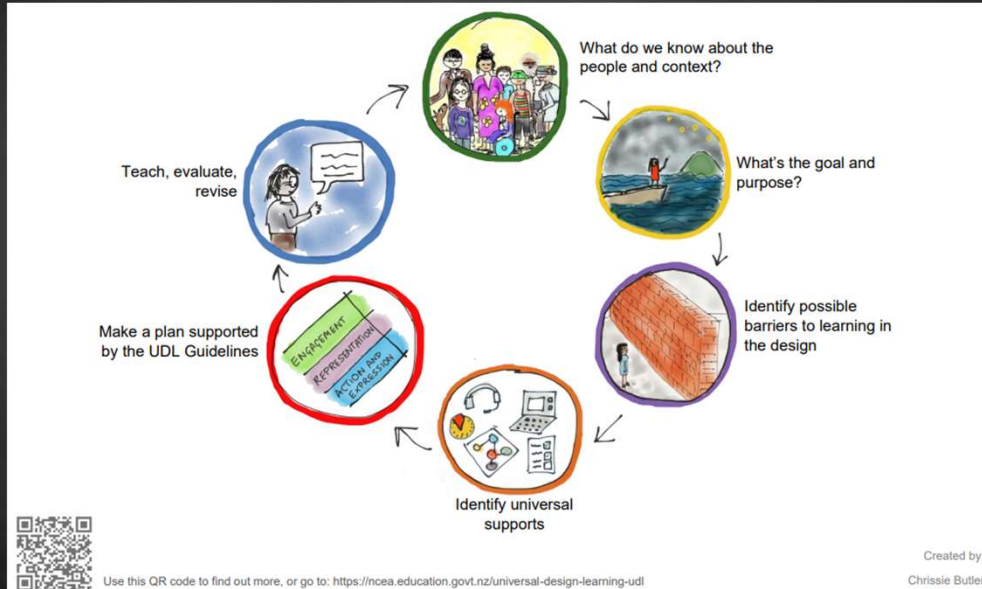 What do we know about the
people and context?
What's the goal and
purpose?
Identify possible
barriers to learning in
the design
Identify universal
supports
Make a plan supported
by the UDL Guidelines
ENGAGEMENT
REPRESENTATION
ACTION AND
EXPRESSION
Teach, evaluate,
revise
Use this QR code to find out more, or go to: https://ncea.education.govt.nz/universal-design-learning-udl
Created by
Chrissie Butler